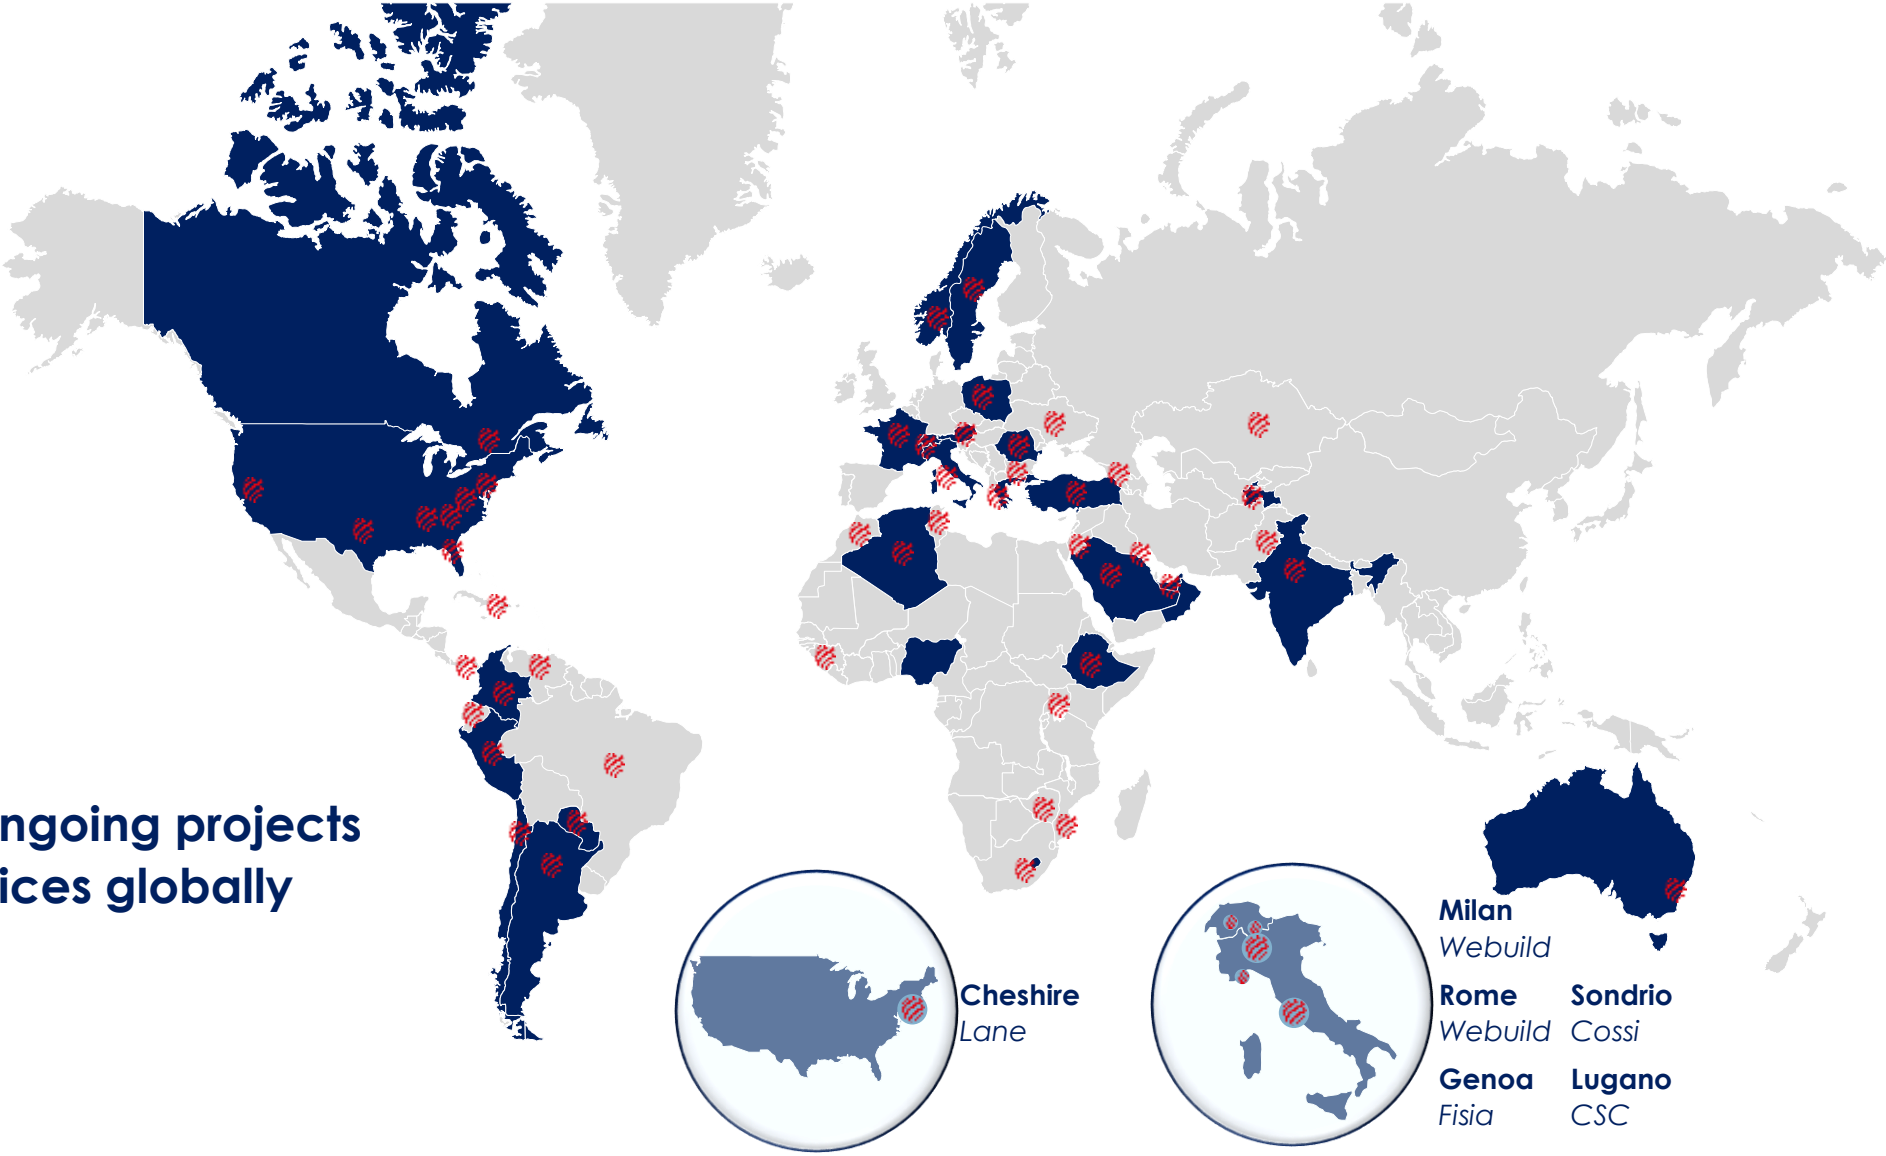 ngoing projects
ices globally
Cheshire
Lane
Milan
Webuild
Rome
Webuild
Sondrio
Cossi
Genoa
Fisia
Lugano
CSC